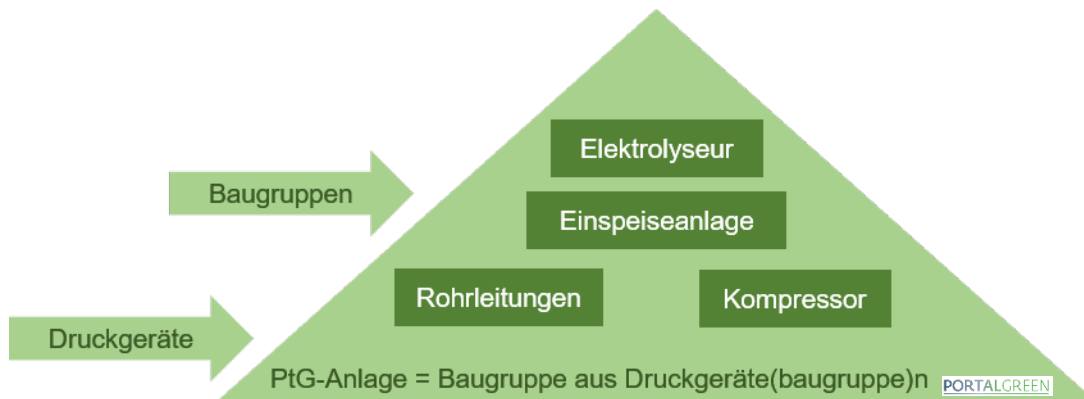 Elektrolyseur
Baugruppen
Einspeiseanlage
Rohrleitungen
Kompressor
Druckgeräte
PtG-Anlage = Baugruppe aus Druckgeräte(baugruppe)n
PORTALGREEN